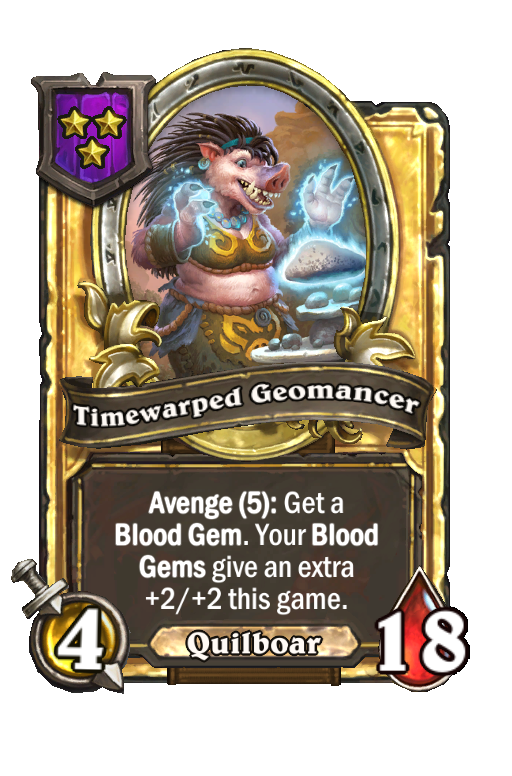 Timewarped Geomancer
Avenge (5): Get a
Blood Gem. Your Blood
Gems give an extra
+2/+2 this game.
4
Quilboar
18